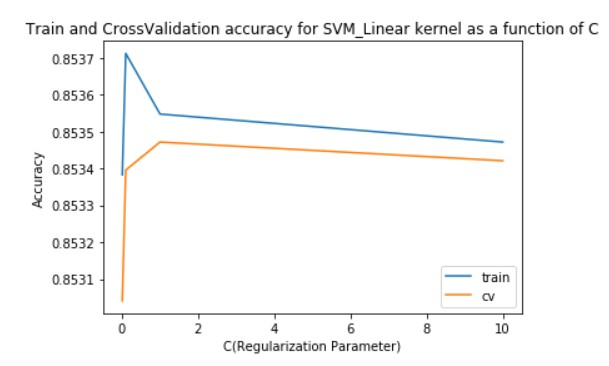 Train and CrossValidation accuracy for SVM_Linear kernel as a function of C
0.8537
0.8536
0.8535
0.8534
0.8533
0.8532
0.8531
Accuracy
train
cv
0 2 4 6 8 10
C(Regularization Parameter)